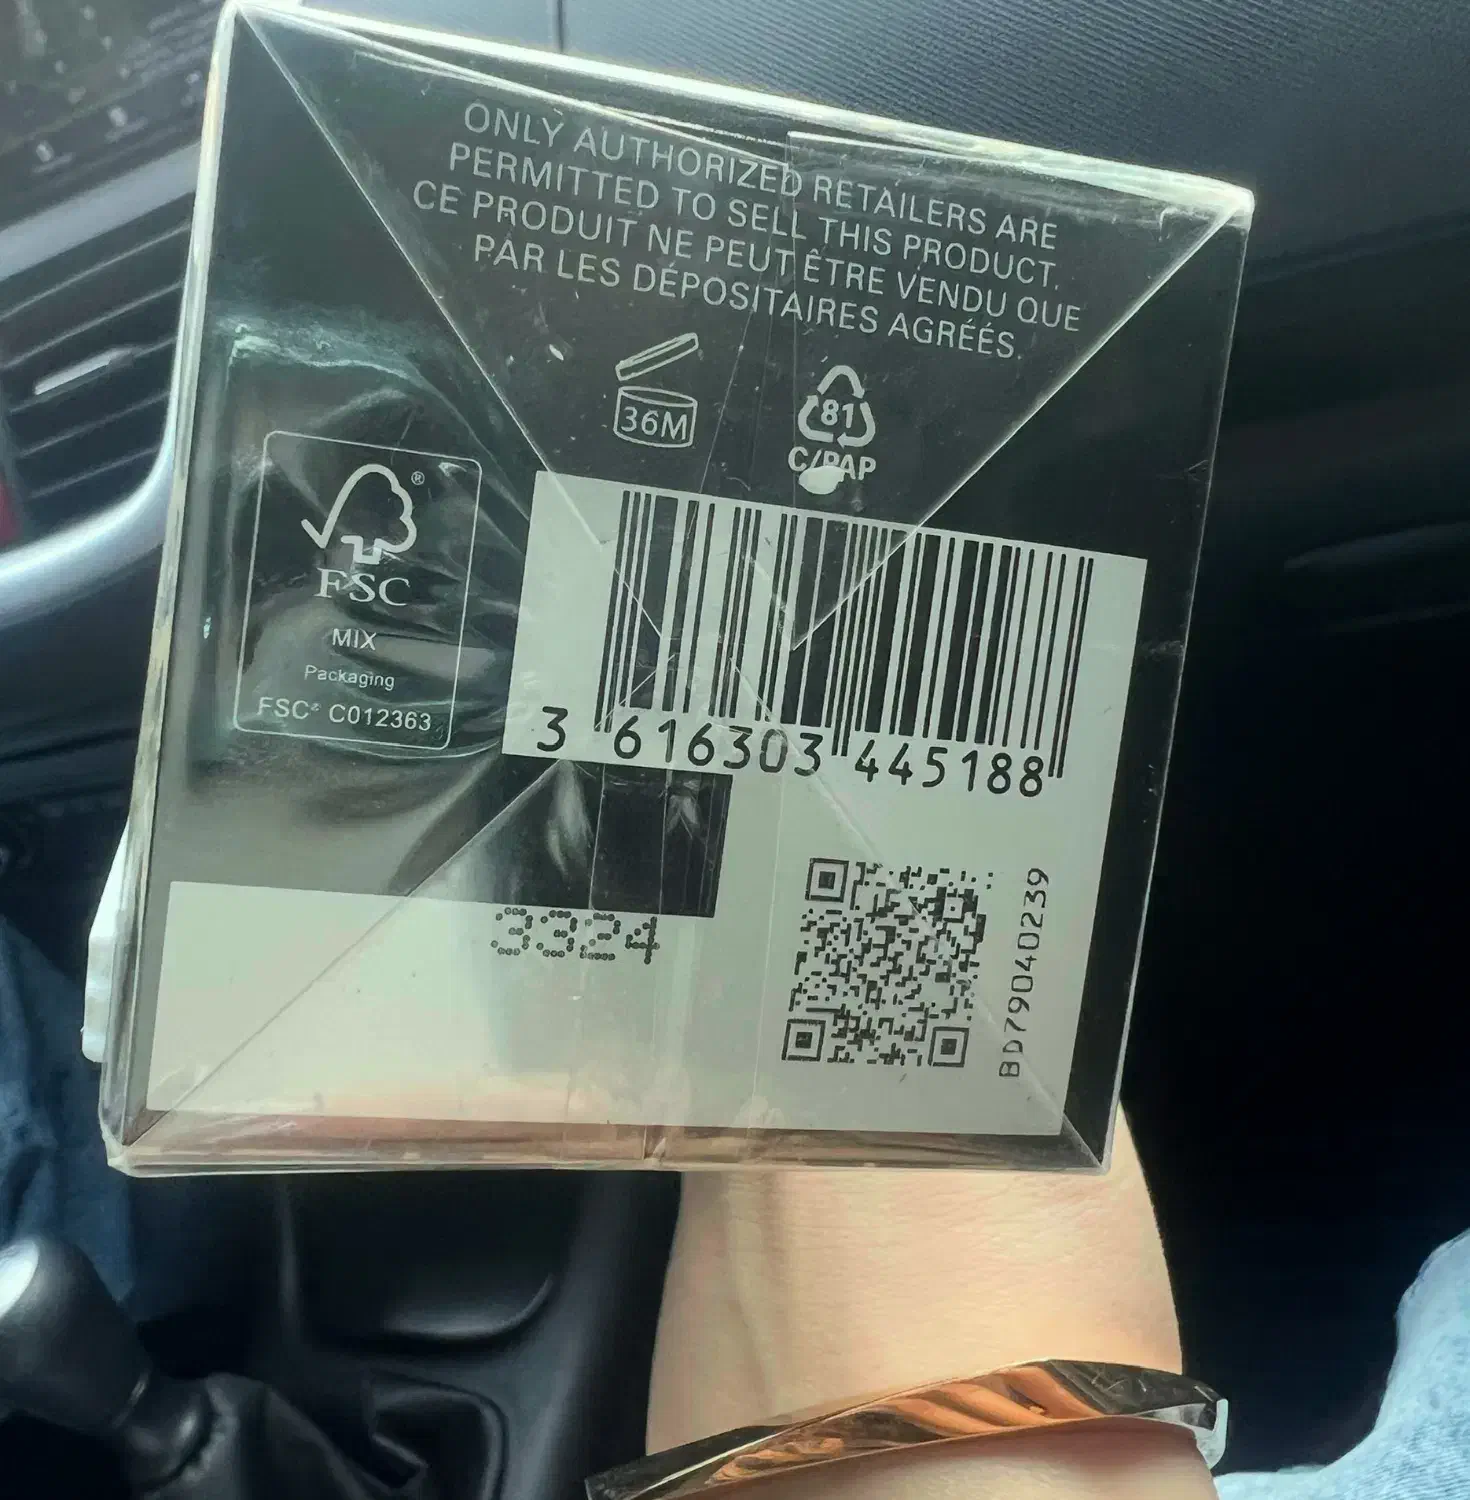 ONLY AUTHORIZED RETAILERS ARE
PERMITTED TO SELL THIS PRODUCT.
CE PRODUIT NE PEUT ÊTRE VENDU QUE
PAR LES DÉPOSITAIRES AGRÉÉS.
36M
81
C/PAP
®
FSC
MIX
Packaging
FSC® C012363
3 616303 445188
3324
BD79040239